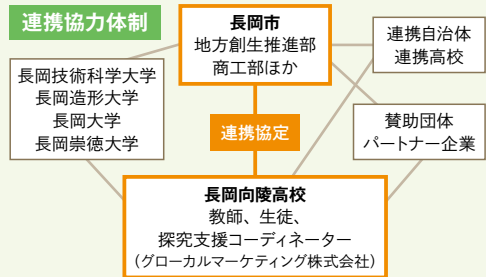 連携協力体制
長岡市
地方創生推進部
商工部ほか
連携自治体
連携高校
長岡技術科学大学
長岡造形大学
長岡大学
長岡崇徳大学
連携協定
賛助団体
パートナー企業
長岡向陵高校
教師、生徒、
探究支援コーディネーター
（グローカルマーケティング株式会社）